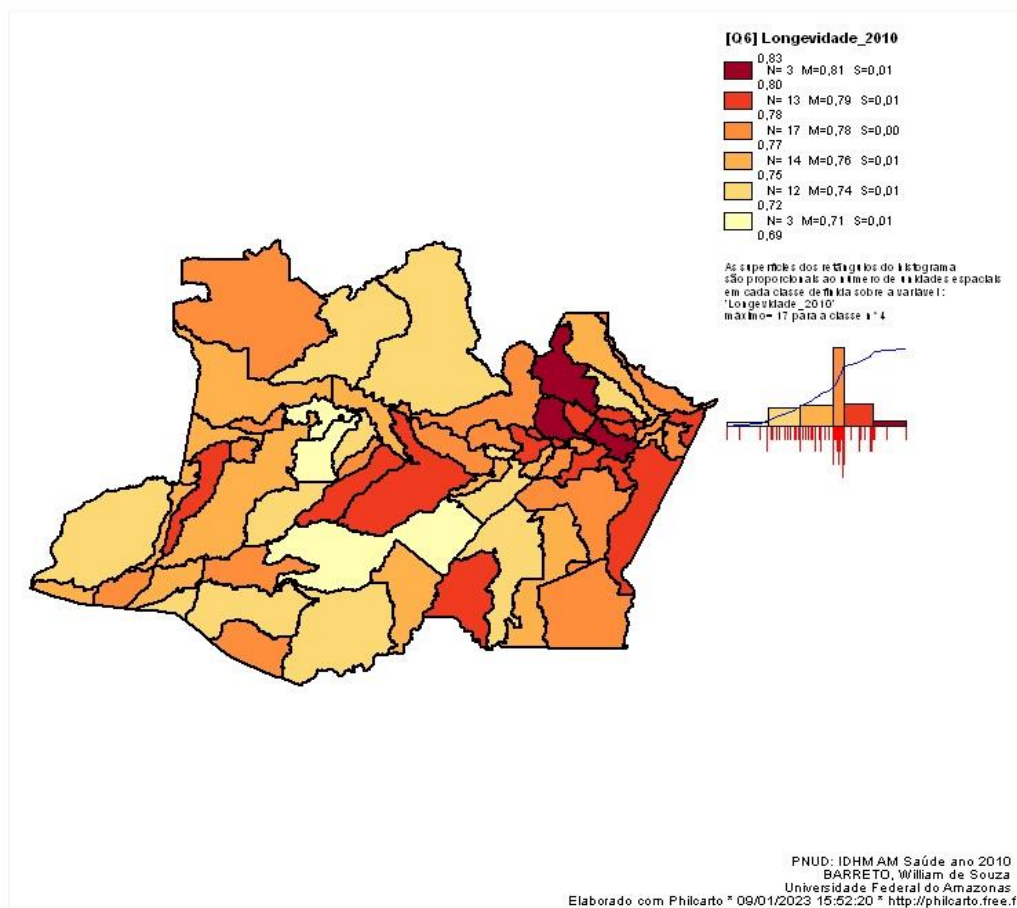 [Q6] Longevidade_2010
0,83
N= 3 M=0,81 S=0,01
0,80
N= 13 M=0,79 S=0,01
0,78
N= 17 M=0,78 S=0,00
0,77
N= 14 M=0,76 S=0,01
0,75
N= 12 M=0,74 S=0,01
0,72
N= 3 M=0,71 S=0,01
0,69
As superfícies dos retângulos do histograma
são proporcionais ao número de unidades espaciais
em cada classe definida sobre a variável :
'Longevidade_2010'
máximo= 17 para a classe n° 4
PNUD: IDHM AM Saúde ano 2010
BARRETO, William de Souza
Universidade Federal do Amazonas
Elaborado com Philcarto * 09/01/2023 15:52:20 * http://philcarto.free.f